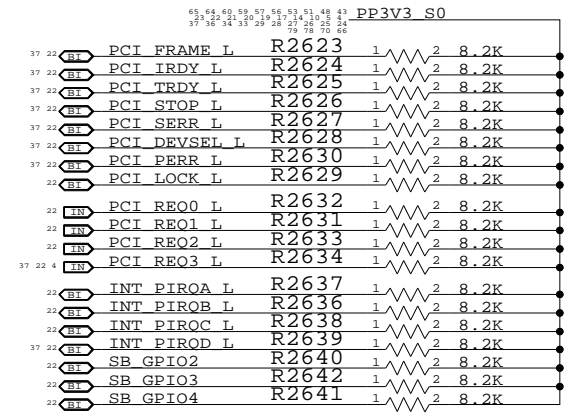 65 64 60 59 57 56 53 51 48 43 PP3V3_S0
23 22 21 20 19 17 14 10 5 4
37 36 34 33 29 28 27 26 25 24
79 78 70 66
37 22 BI PCI_FRAME_L R2623 1 2 8.2K
37 22 BI PCI_IRDY_L R2624 1 2 8.2K
37 22 BI PCI_TRDY_L R2625 1 2 8.2K
37 22 BI PCI_STOP_L R2626 1 2 8.2K
37 22 BI PCI_SERR_L R2627 1 2 8.2K
37 22 BI PCI_DEVSEL_L R2628 1 2 8.2K
37 22 BI PCI_PERR_L R2630 1 2 8.2K
22 BI PCI_LOCK_L R2629 1 2 8.2K
22 IN PCI_REQ0_L R2632 1 2 8.2K
22 IN PCI_REQ1_L R2631 1 2 8.2K
22 IN PCI_REQ2_L R2633 1 2 8.2K
37 22 4 IN PCI_REQ3_L R2634 1 2 8.2K
22 BI INT_PIRQA_L R2637 1 2 8.2K
22 BI INT_PIRQB_L R2636 1 2 8.2K
22 BI INT_PIRQC_L R2638 1 2 8.2K
37 22 BI INT_PIRQD_L R2639 1 2 8.2K
22 BI SB_GPIO2 R2640 1 2 8.2K
22 BI SB_GPIO3 R2642 1 2 8.2K
22 BI SB_GPIO4 R2641 1 2 8.2K